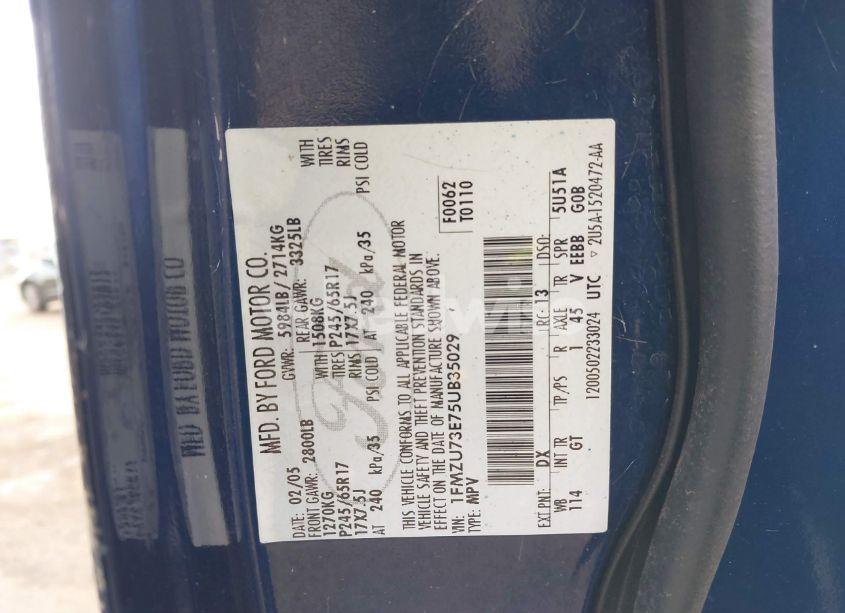 MFD. BY FORD MOTOR CO.
DATE: 02/05 GVWR: 5984LB/ 2714KG
FRONT GAWR: 2800LB REAR GAWR: 3325LB
1270KG WITH 1508KG WITH
P245/65R17 TIRES P245/65R17 TIRES
17X7.5J RIMS 17X7.5J RIMS
AT 240 kPa/35 PSI COLD AT 240 kPa/35 PSI COLD
THIS VEHICLE CONFORMS TO ALL APPLICABLE FEDERAL MOTOR
VEHICLE SAFETY AND THEFT PREVENTION STANDARDS IN
EFFECT ON THE DATE OF MANUFACTURE SHOWN ABOVE.
VIN: 1FMZU73E75UB35029 F0062
TYPE: MPV T0110
EXT PNT: DX RC: 13 DSO:
WB INT TR TP/PS R AXLE TR SPR 5U5TA
114 GT 1 45 V EEBB GOB
1200502233024 UTC ▿ 2U5A-1520472-AA
Ford